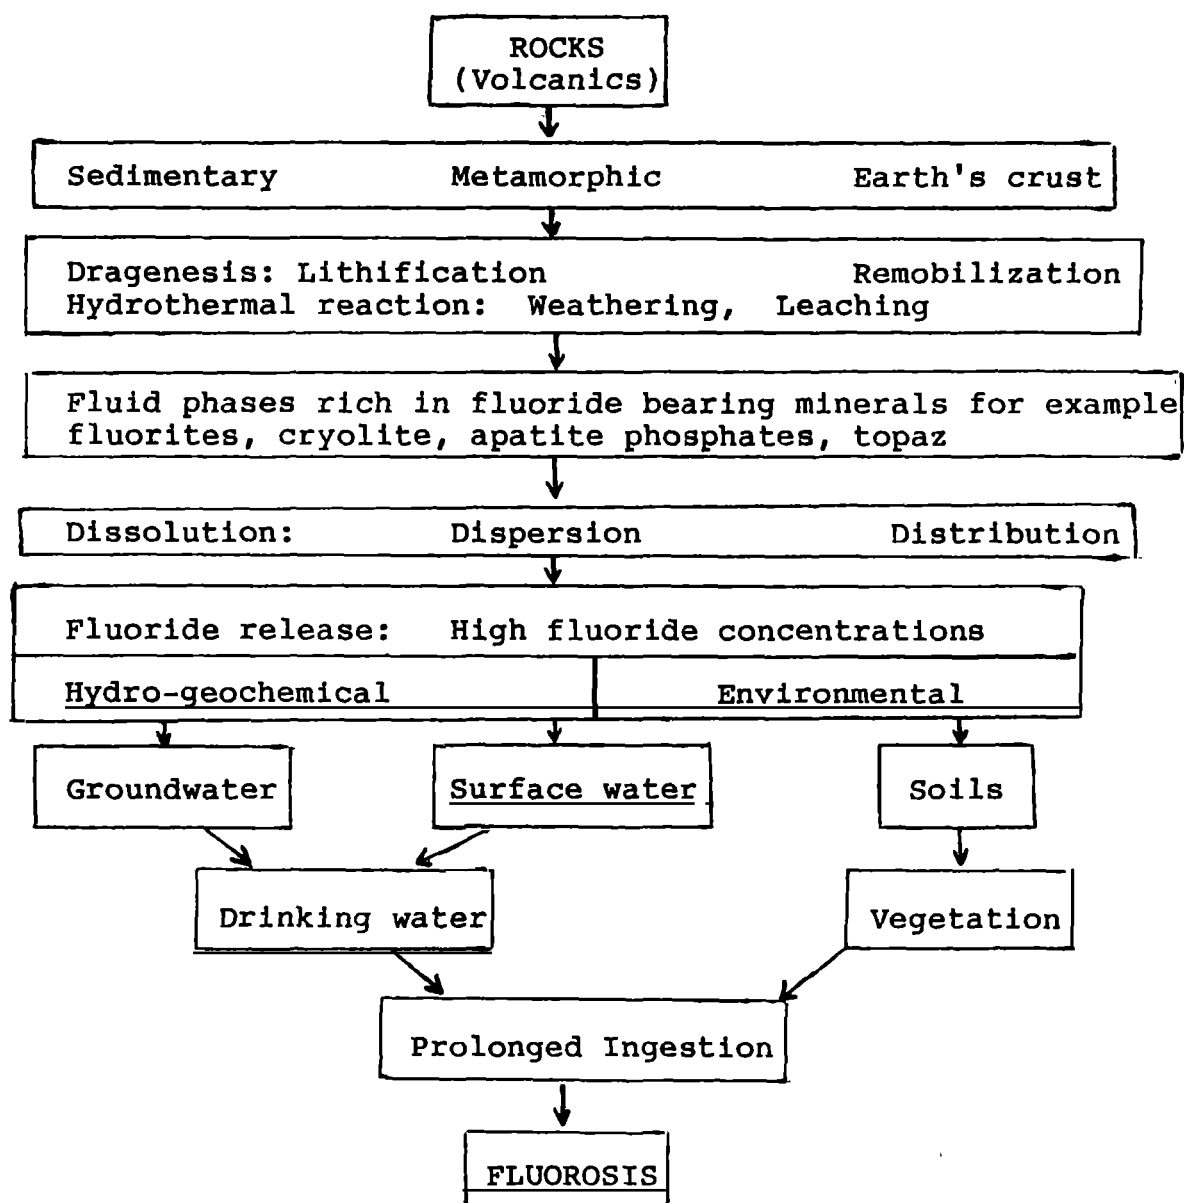 ROCKS
(Volcanics)
Sedimentary Metamorphic Earth's crust
Dragenesis: Lithification Remobilization
Hydrothermal reaction: Weathering, Leaching
Fluid phases rich in fluoride bearing minerals for example
fluorites, cryolite, apatite phosphates, topaz
Dissolution: Dispersion Distribution
Fluoride release: High fluoride concentrations
Hydro-geochemical Environmental
Groundwater Surface water Soils
Drinking water Vegetation
Prolonged Ingestion
FLUOROSIS